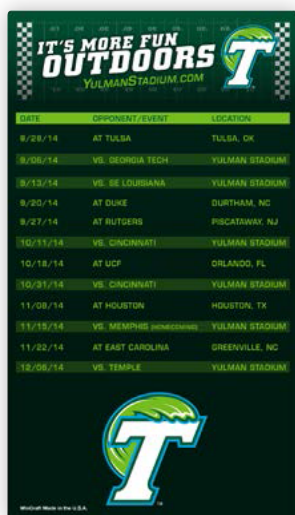 IT'S MORE FUN
OUTDOORS
YULMANSTADIUM.COM
T
DATE OPPONENT/EVENT LOCATION
8/28/14 AT TULSA TULSA, OK
9/06/14 VS. GEORGIA TECH YULMAN STADIUM
9/13/14 VS. SE LOUISIANA YULMAN STADIUM
9/20/14 AT DUKE DURTHAM, NC
9/27/14 AT RUTGERS PISCATAWAY, NJ
10/11/14 VS. CINCINNATI YULMAN STADIUM
10/18/14 AT UCF ORLANDO, FL
10/31/14 VS. CINCINNATI YULMAN STADIUM
11/08/14 AT HOUSTON HOUSTON, TX
11/15/14 VS. MEMPHIS (HOMECOMING) YULMAN STADIUM
11/22/14 AT EAST CAROLINA GREENVILLE, NC
12/06/14 VS. TEMPLE YULMAN STADIUM
T
WinCraft Made in the U.S.A.